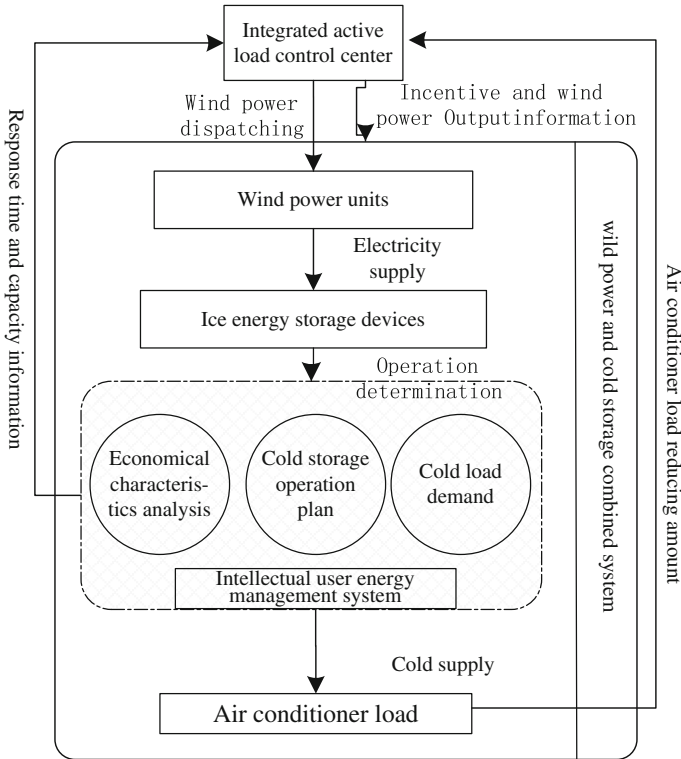 Integrated active
load control center
Wind power
dispatching
Incentive and wind
power Outputinformation
Response time and capacity information
Wind power units
Electricity
supply
Ice energy storage devices
Operation
determination
Economical
characteris-
tics analysis
Cold storage
operation
plan
Cold load
demand
Intellectual user energy
management system
Cold supply
Air conditioner load
wild power and cold storage combined system
Air conditioner load reducing amount